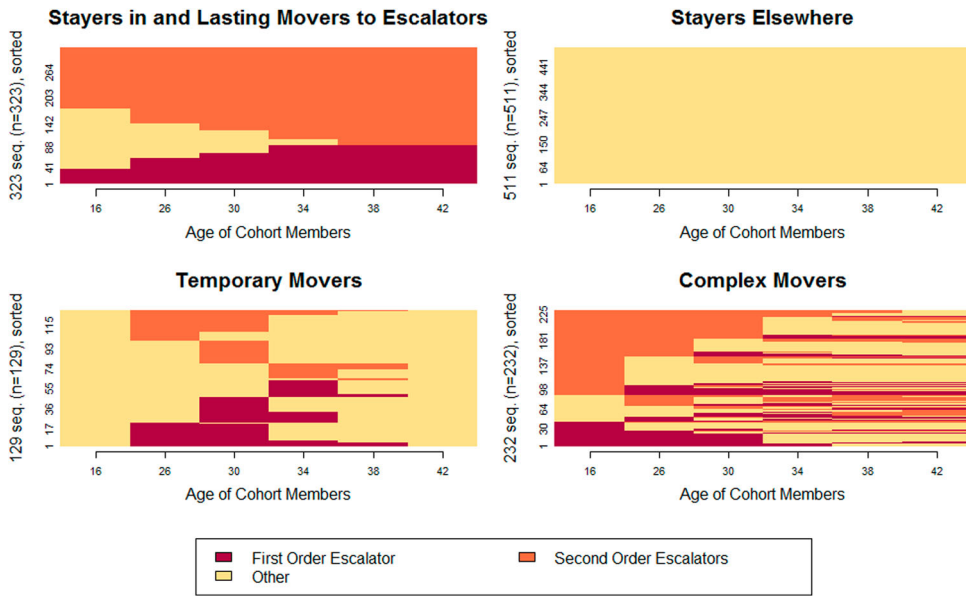 Stayers in and Lasting Movers to Escalators
323 seq. (n=323), sorted
1 41 88 142 203 264
16 26 30 34 38 42
Age of Cohort Members
Stayers Elsewhere
511 seq. (n=511), sorted
1 64 150 247 344 441
16 26 30 34 38 42
Age of Cohort Members
Temporary Movers
129 seq. (n=129), sorted
1 17 36 55 74 93 115
16 26 30 34 38 42
Age of Cohort Members
Complex Movers
232 seq. (n=232), sorted
1 30 64 98 137 181 225
16 26 30 34 38 42
Age of Cohort Members
First Order Escalator
Second Order Escalators
Other